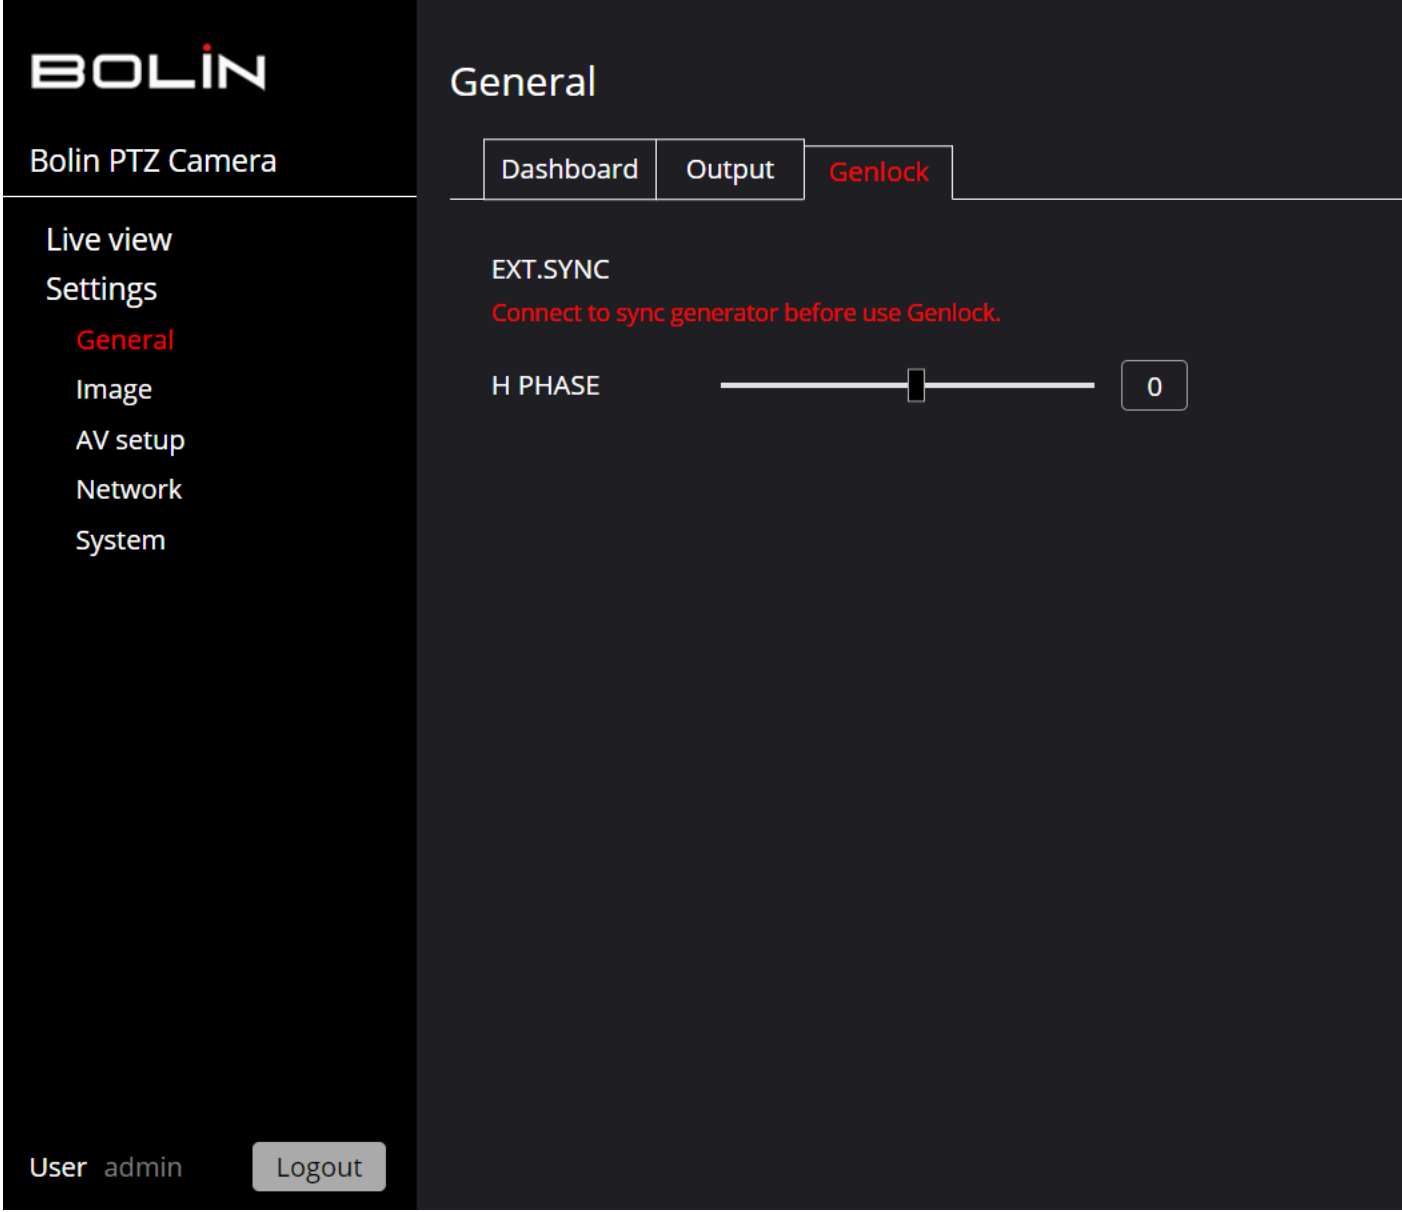 BOLIN
Bolin PTZ Camera
Live view
Settings
General
Image
AV setup
Network
System
User admin
Logout
General
Dashboard
Output
Genlock
EXT.SYNC
Connect to sync generator before use Genlock.
H PHASE
0